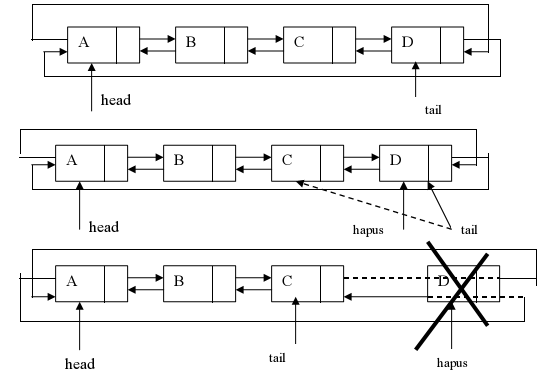 A B C D
head
tail
A B C D
head hapus tail
A B C D
head tail hapus